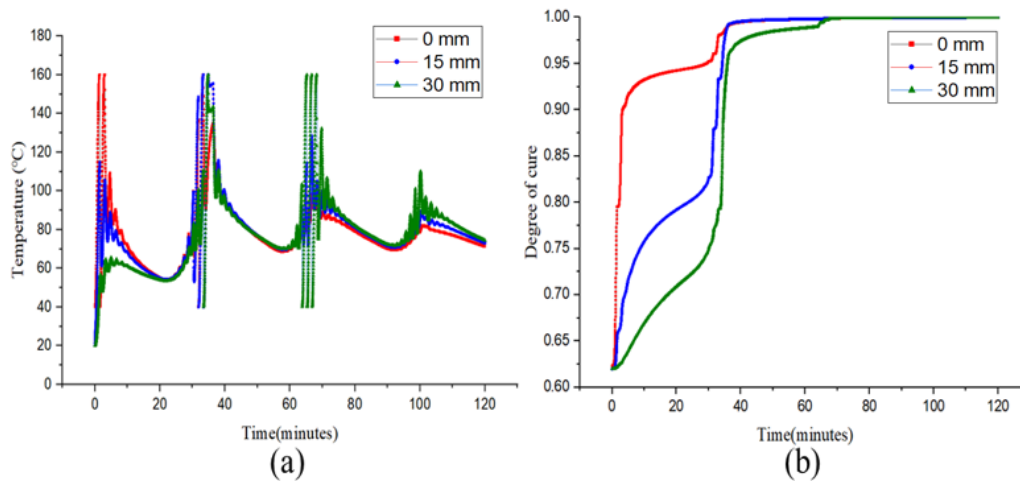 180
160
140
120
100
80
60
40
20
0
Temperature (°C)
0 20 40 60 80 100 120
Time(minutes)
0 mm
15 mm
30 mm
(a)
1.00
0.95
0.90
0.85
0.80
0.75
0.70
0.65
0.60
Degree of cure
0 20 40 60 80 100 120
Time(minutes)
0 mm
15 mm
30 mm
(b)